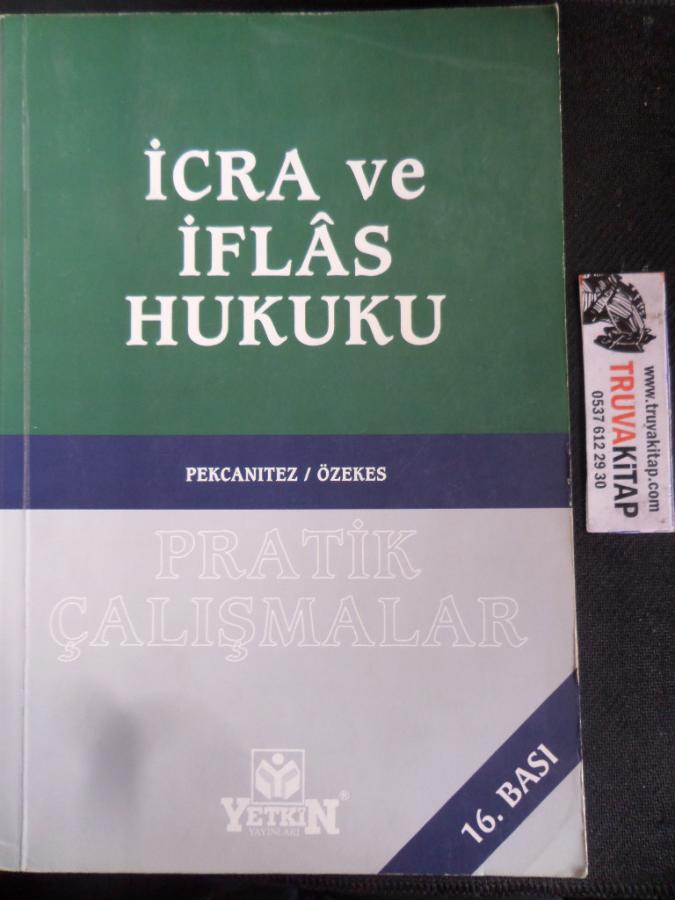 İCRA ve
İFLÂS
HUKUKU
PEKCANITEZ / ÖZEKES
PRATİK
ÇALIŞMALAR
YETKİN®
YAYINLARI
16. BASI
www.truvakitap.com
TRUVAKİTAP
0537 612 29 30